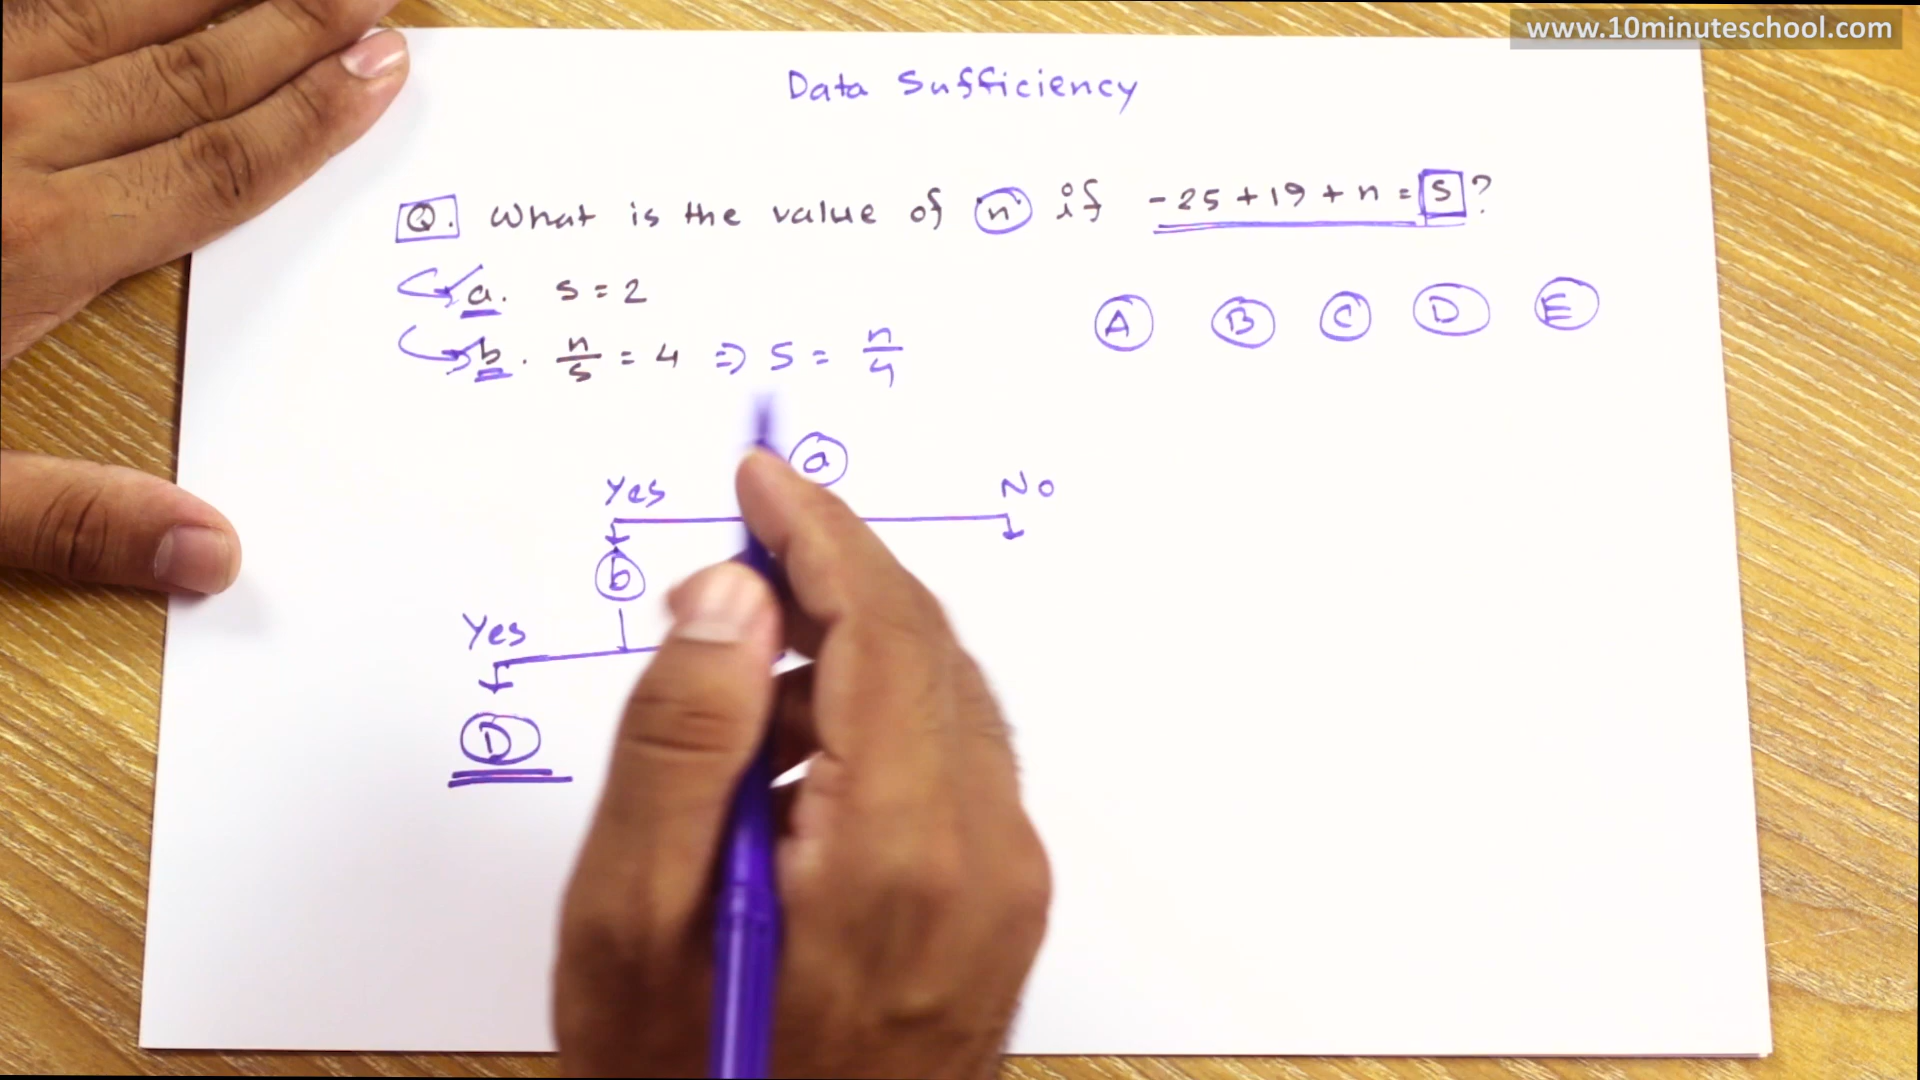 www.10minuteschool.com
Data Sufficiency
Q. What is the value of n if -25 + 19 + n = S ?
a. s = 2
b. n/s = 4 ⇒ S = n/4
A B C D E
a
Yes No
b
Yes
D